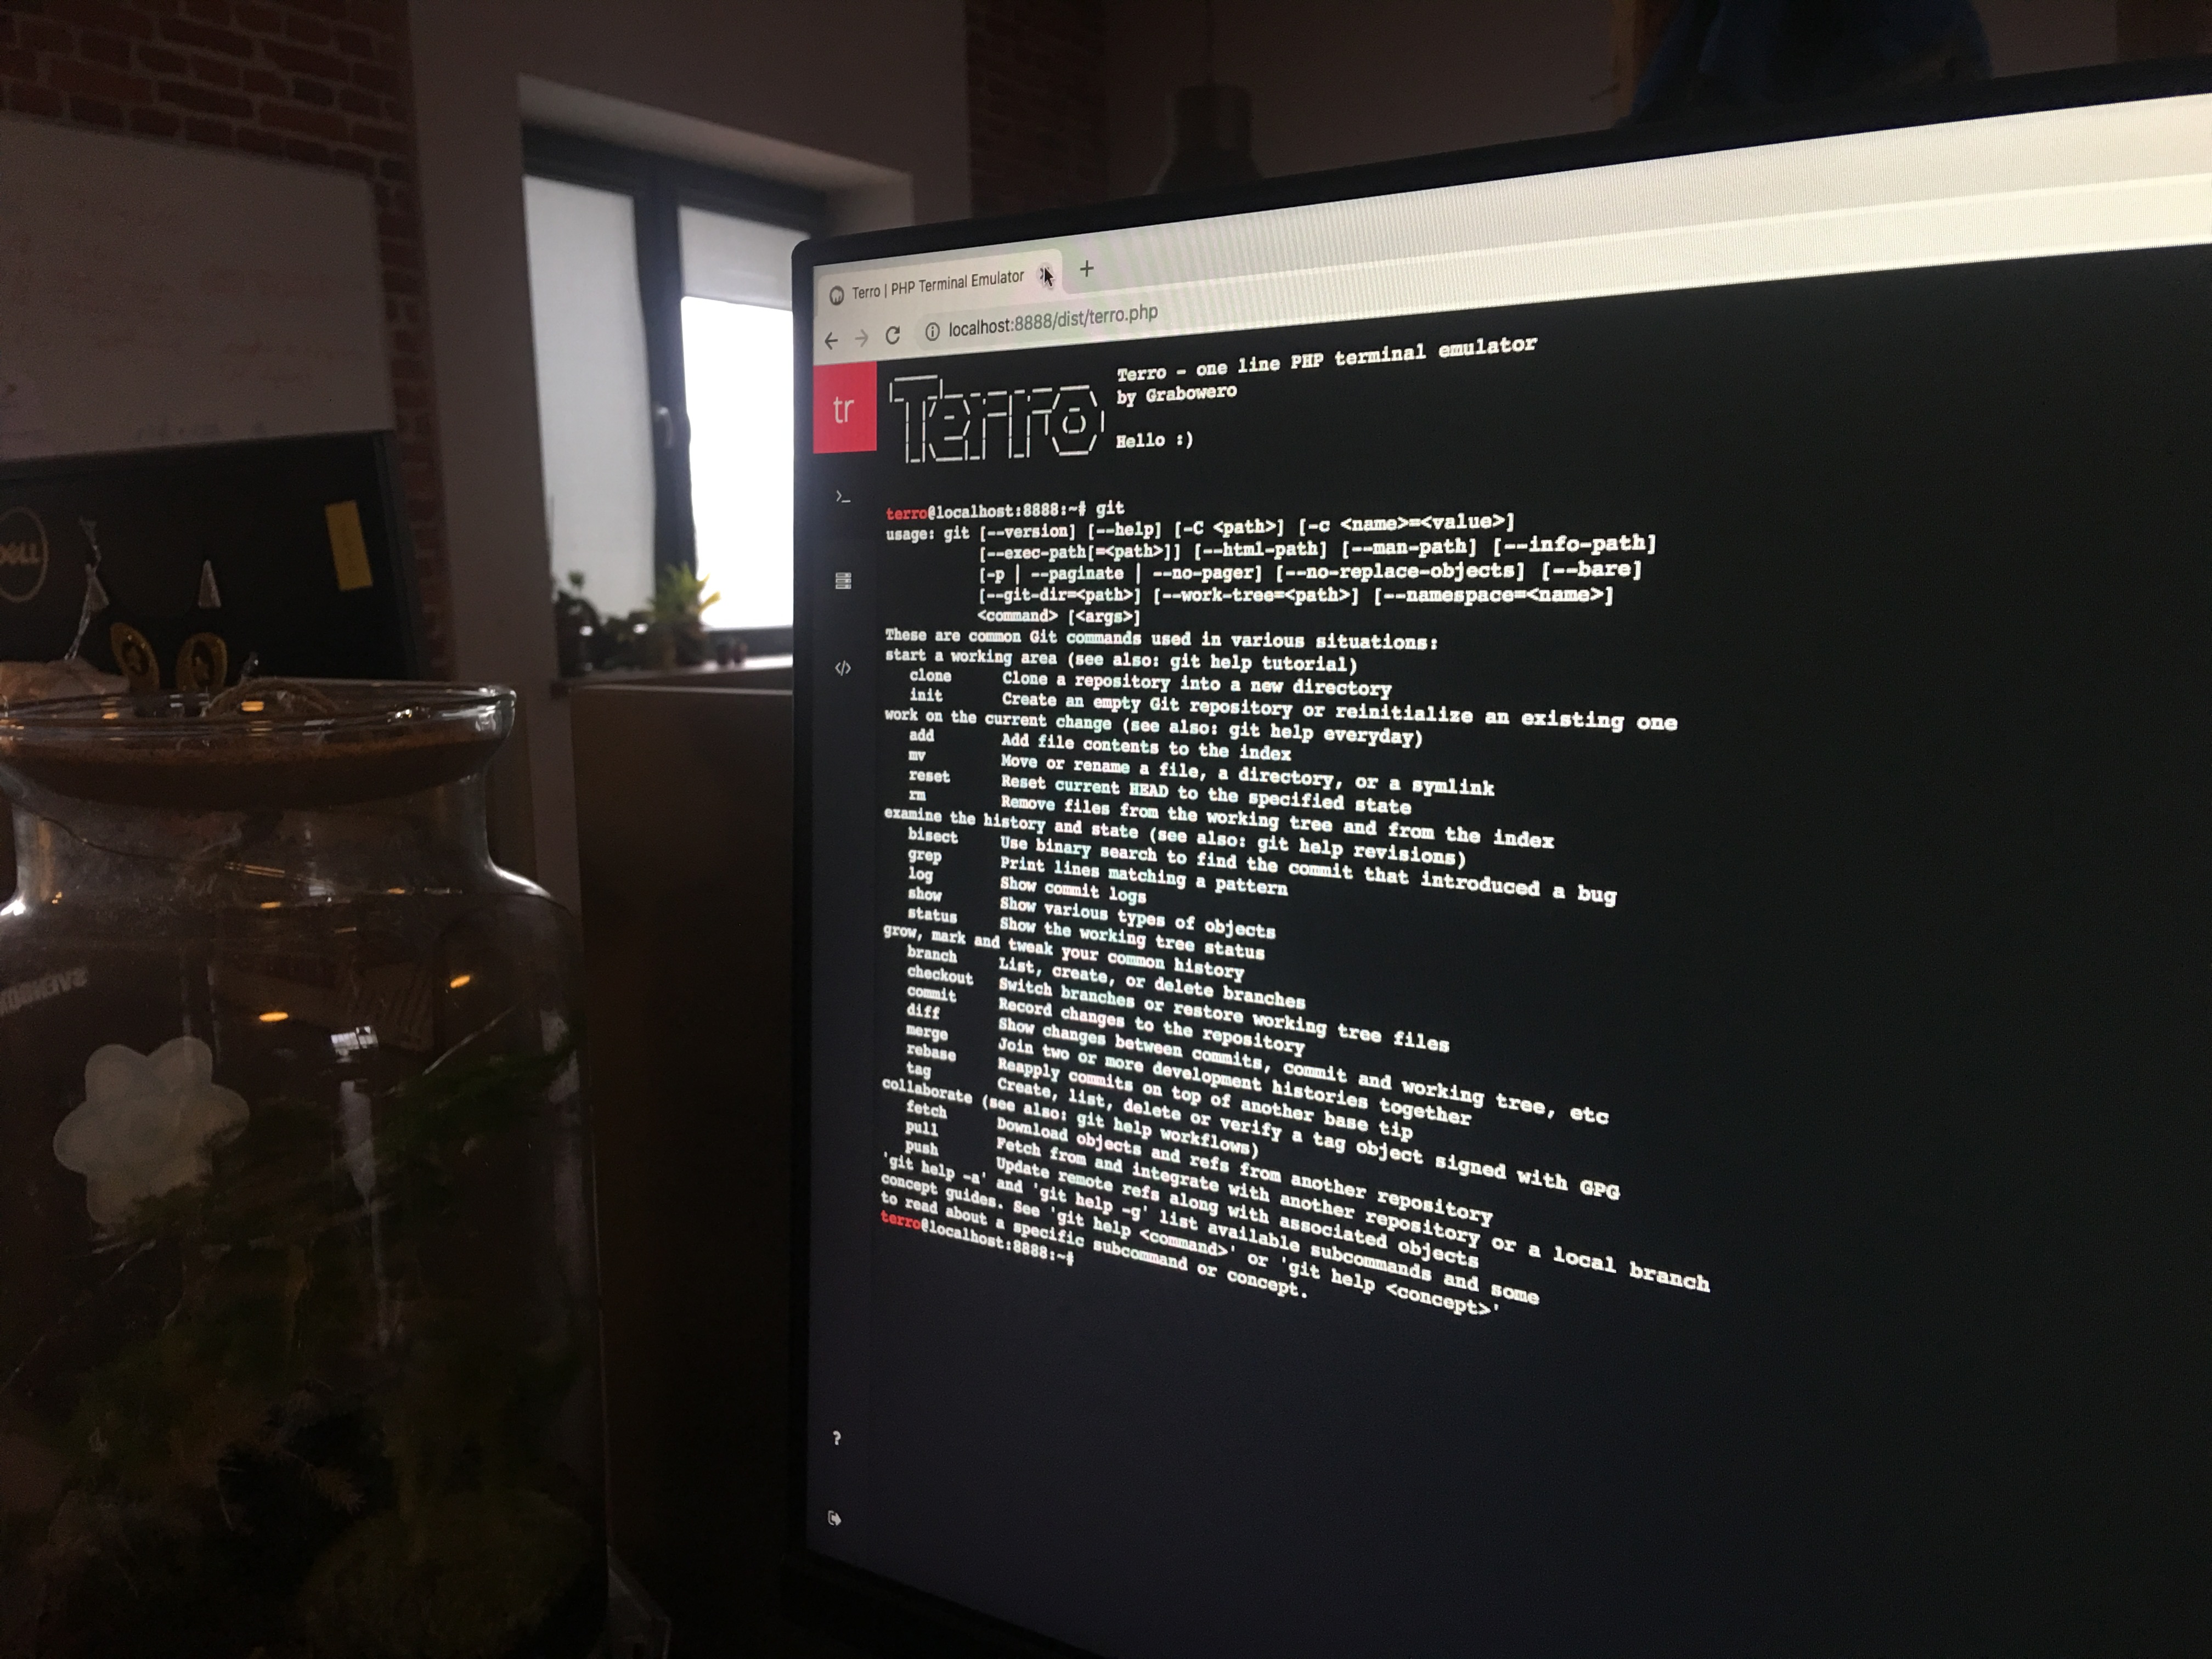 DELL
Terro | PHP Terminal Emulator
localhost:8888/dist/terro.php
tr
Terro
Terro - one line PHP terminal emulator
by Grabowero
Hello :)
>_
</>
terro@localhost:8888:~# git
usage: git [--version] [--help] [-C <path>] [-c <name>=<value>]
[--exec-path[=<path>]] [--html-path] [--man-path] [--info-path]
[-p | --paginate | --no-pager] [--no-replace-objects] [--bare]
[--git-dir=<path>] [--work-tree=<path>] [--namespace=<name>]
<command> [<args>]
These are common Git commands used in various situations:
start a working area (see also: git help tutorial)
clone Clone a repository into a new directory
init Create an empty Git repository or reinitialize an existing one
work on the current change (see also: git help everyday)
add Add file contents to the index
mv Move or rename a file, a directory, or a symlink
reset Reset current HEAD to the specified state
rm Remove files from the working tree and from the index
examine the history and state (see also: git help revisions)
bisect Use binary search to find the commit that introduced a bug
grep Print lines matching a pattern
log Show commit logs
show Show various types of objects
status Show the working tree status
grow, mark and tweak your common history
branch List, create, or delete branches
checkout Switch branches or restore working tree files
commit Record changes to the repository
diff Show changes between commits, commit and working tree, etc
merge Join two or more development histories together
rebase Reapply commits on top of another base tip
tag Create, list, delete or verify a tag object signed with GPG
collaborate (see also: git help workflows)
fetch Download objects and refs from another repository
pull Fetch from and integrate with another repository or a local branch
push Update remote refs along with associated objects
'git help -a' and 'git help -g' list available subcommands and some
concept guides. See 'git help <command>' or 'git help <concept>'
to read about a specific subcommand or concept.
terro@localhost:8888:~#
?